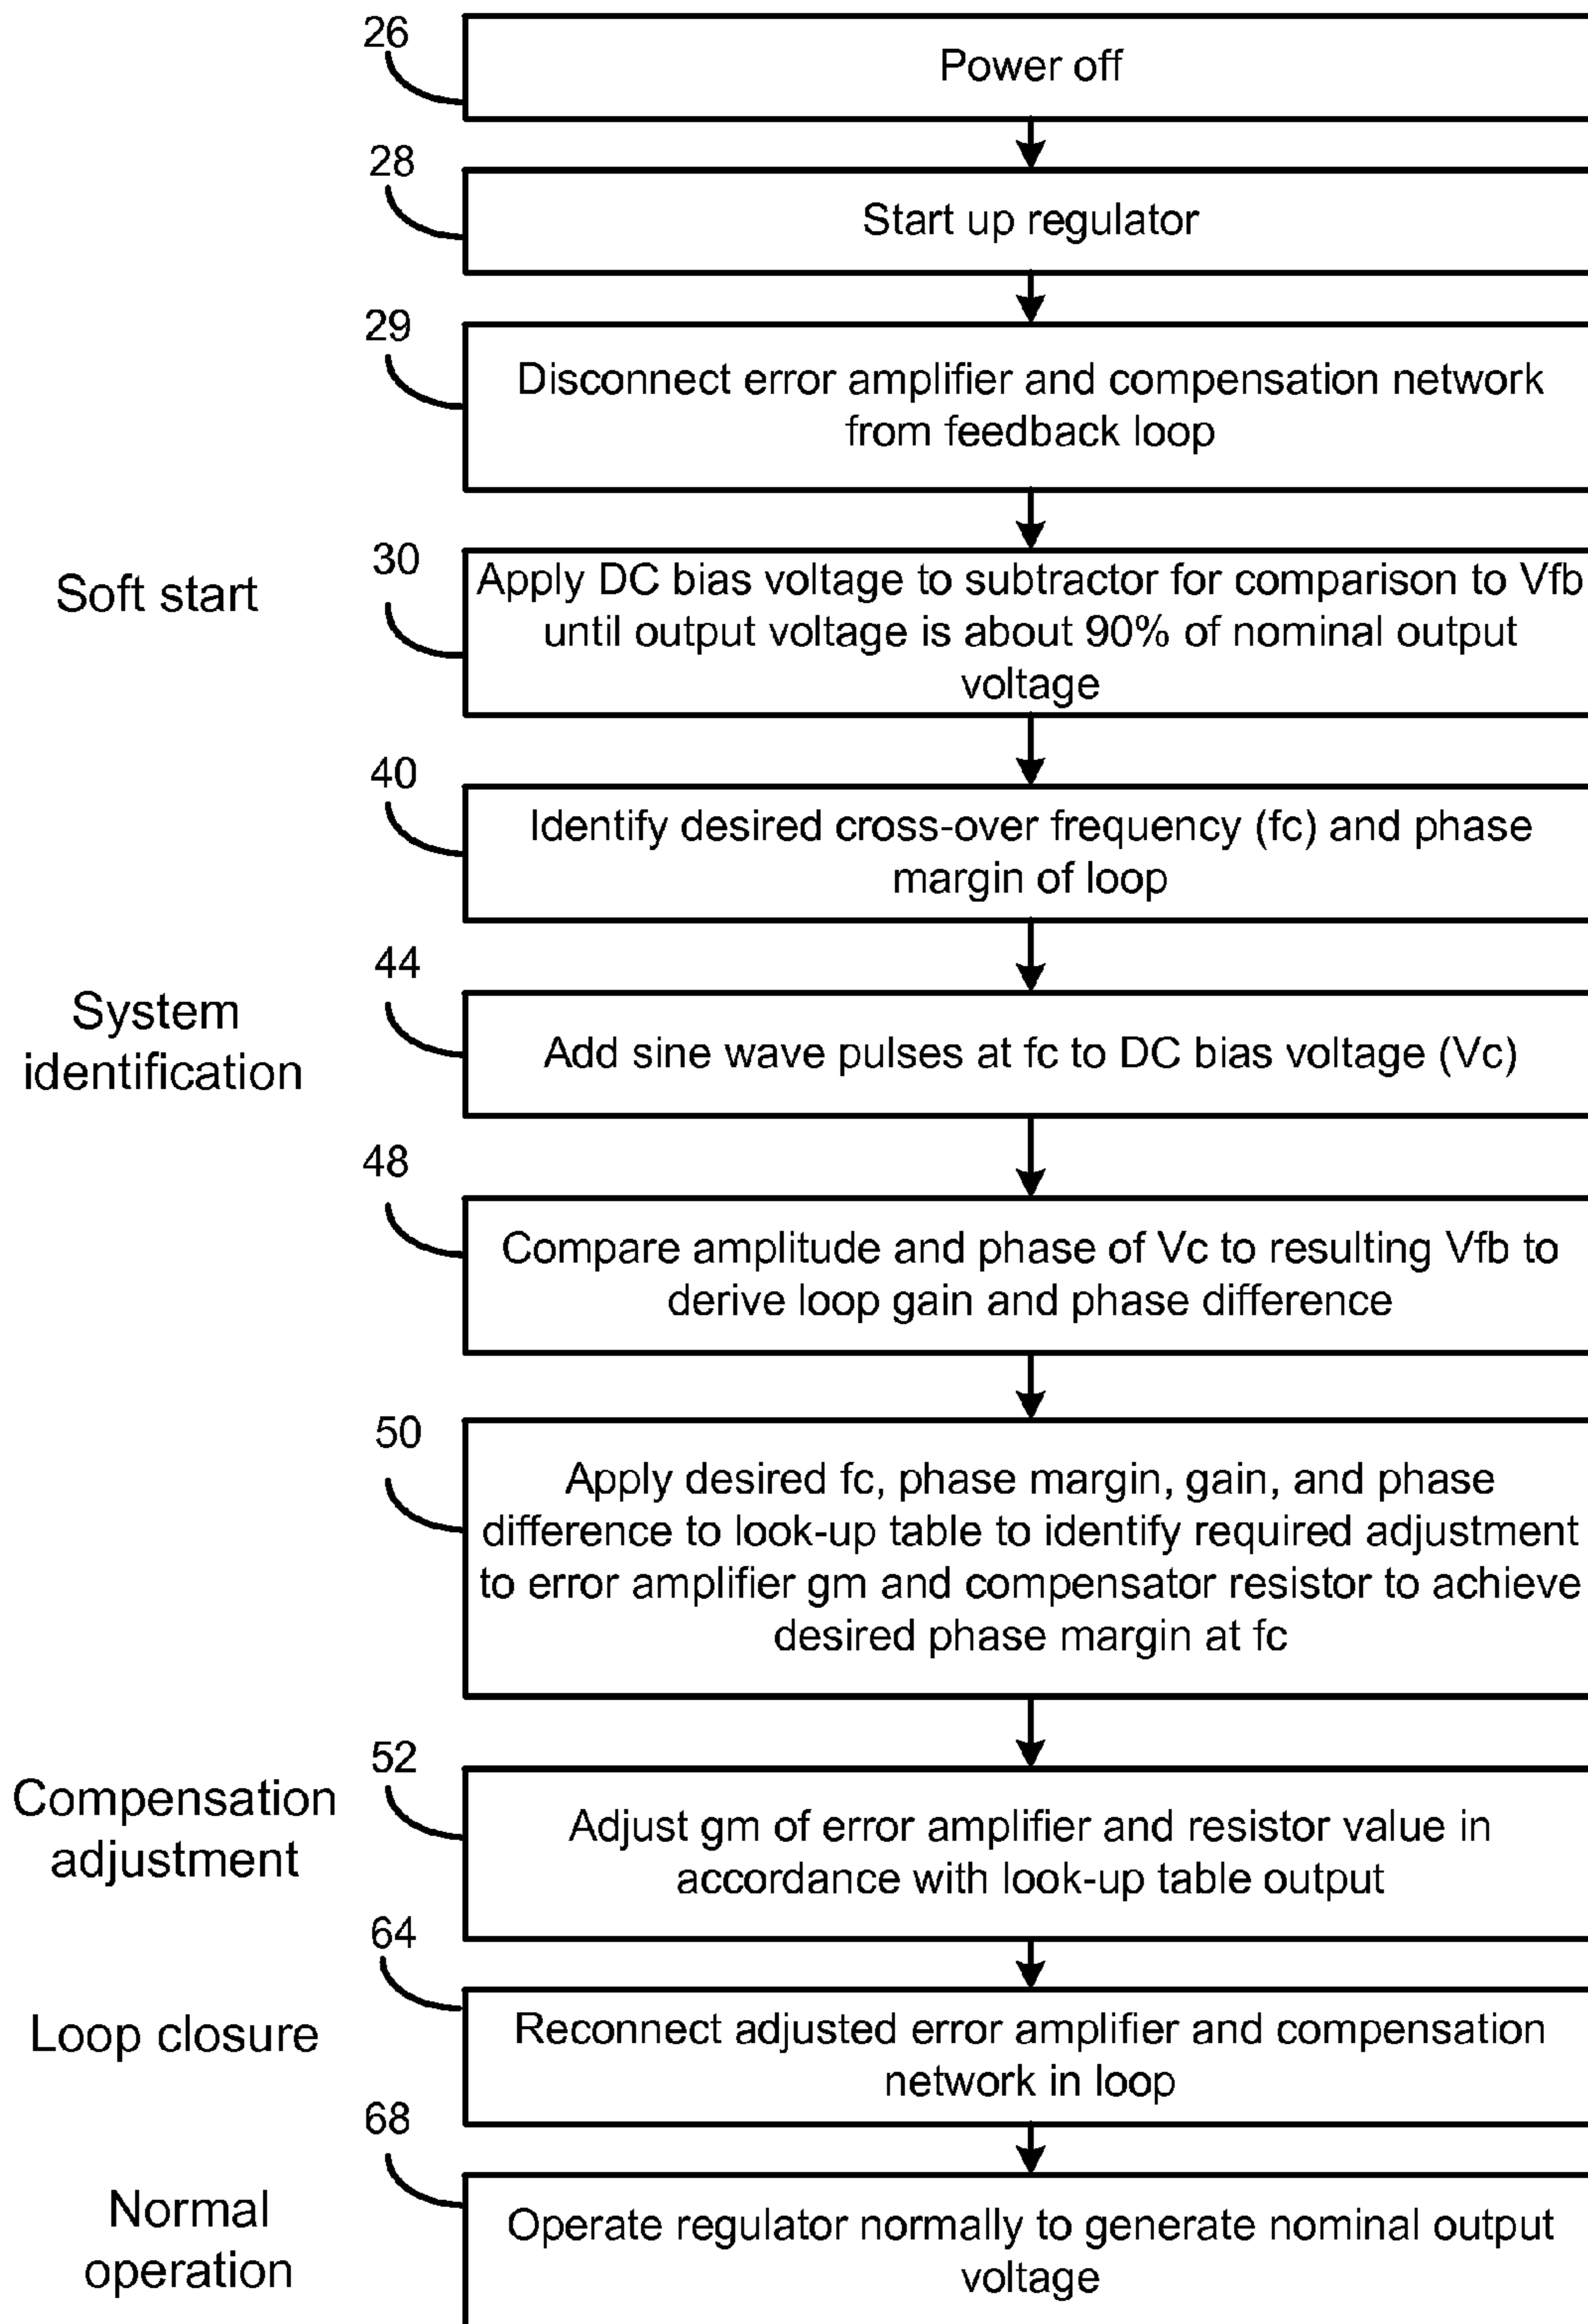 26
Power off
28
Start up regulator
29
Disconnect error amplifier and compensation network
from feedback loop
Soft start
30
Apply DC bias voltage to subtractor for comparison to Vfb
until output voltage is about 90% of nominal output
voltage
40
Identify desired cross-over frequency (fc) and phase
margin of loop
System
identification
44
Add sine wave pulses at fc to DC bias voltage (Vc)
48
Compare amplitude and phase of Vc to resulting Vfb to
derive loop gain and phase difference
50
Apply desired fc, phase margin, gain, and phase
difference to look-up table to identify required adjustment
to error amplifier gm and compensator resistor to achieve
desired phase margin at fc
Compensation
adjustment
52
Adjust gm of error amplifier and resistor value in
accordance with look-up table output
Loop closure
64
Reconnect adjusted error amplifier and compensation
network in loop
Normal
operation
68
Operate regulator normally to generate nominal output
voltage